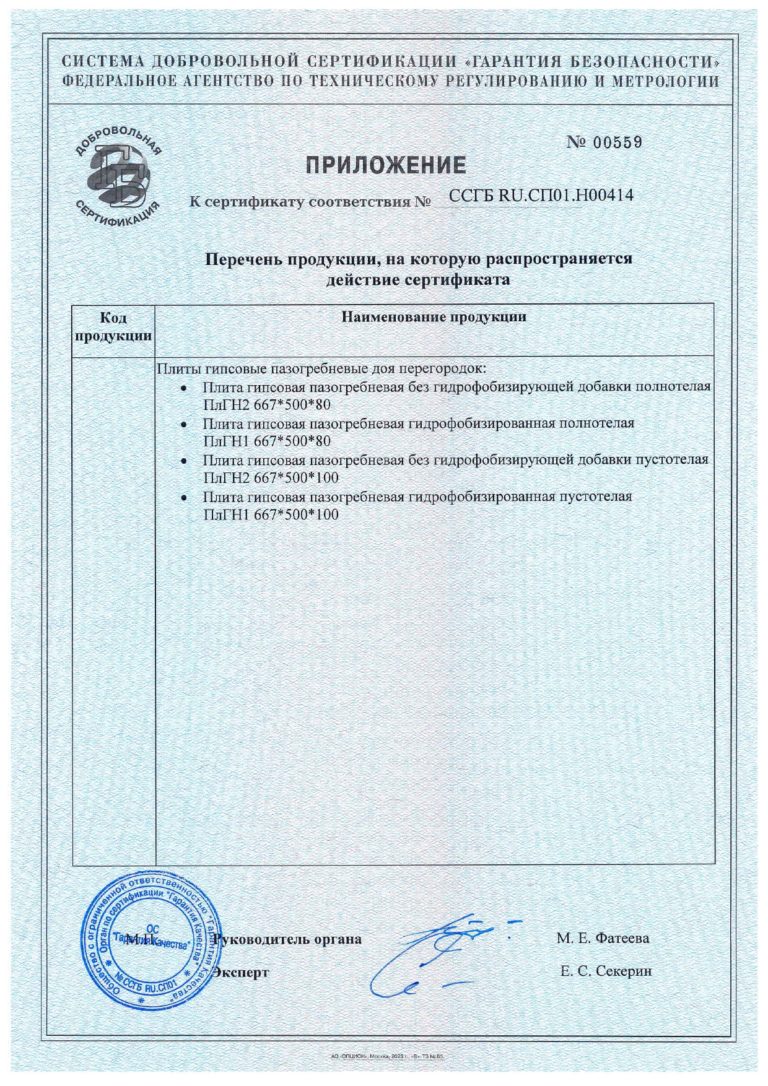 СИСТЕМА ДОБРОВОЛЬНОЙ СЕРТИФИКАЦИИ «ГАРАНТИЯ БЕЗОПАСНОСТИ»
ФЕДЕРАЛЬНОЕ АГЕНТСТВО ПО ТЕХНИЧЕСКОМУ РЕГУЛИРОВАНИЮ И МЕТРОЛОГИИ
ДОБРОВОЛЬНАЯ
СЕРТИФИКАЦИЯ
№ 00559
ПРИЛОЖЕНИЕ
К сертификату соответствия № ССГБ RU.СП01.Н00414
Перечень продукции, на которую распространяется
действие сертификата
Код
продукции
Наименование продукции
Плиты гипсовые пазогребневые доя перегородок:
• Плита гипсовая пазогребневая без гидрофобизирующей добавки полнотелая
ПлГН2 667*500*80
• Плита гипсовая пазогребневая гидрофобизированная полнотелая
ПлГН1 667*500*80
• Плита гипсовая пазогребневая без гидрофобизирующей добавки пустотелая
ПлГН2 667*500*100
• Плита гипсовая пазогребневая гидрофобизированная пустотелая
ПлГН1 667*500*100
Общество с ограниченной ответственностью "Гарантия Качества"
Орган по сертификации "Гарантия Качества"
ОС
"Гарантия Качества"
№ ССГБ RU.СП01
М.П.
Руководитель органа
М. Е. Фатеева
Эксперт
Е. С. Секерин
АО «ОПЦИОН», Москва, 2023 г., «В». ТЗ №